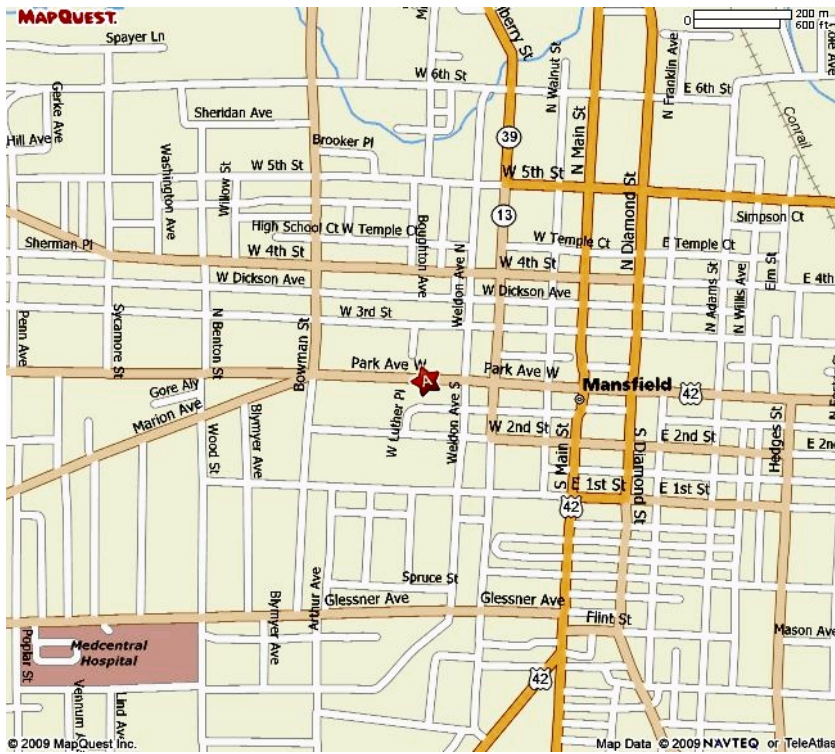 MAPQUEST.
200 m
0
600 ft
Spayer Ln
W 6th St
E 6th St
N Walnut St
N Main St
N Franklin Ave
Conrail
Gerke Ave
Hill Ave
Sheridan Ave
Brooker Pl
39
Washington Ave
Willow St
W 5th St
W 5th St
N Diamond St
13
Simpson Ct
High School Ct
W Temple Ct
Boughton Ave
Weldon Ave N
W Temple Ct
E Temple Ct
Sherman Pl
W 4th St
W 4th St
N Adams St
N Willis Ave
Elm St
E 4th
W Dickson Ave
W Dickson Ave
Penn Ave
Sycamore St
N Benton St
Bowman St
W 3rd St
Park Ave W
Park Ave W
A
Mansfield
42
Gore Aly
Marion Ave
Wood St
Blymyer Ave
W Luther Pl
Weldon Ave S
W 2nd St
E 2nd St
E 2n
Hedges St
S Main St
S Diamond St
E 1st St
E 1st St
42
Spruce St
Arthur Ave
Glessner Ave
Glessner Ave
Blymyer Ave
Flint St
Mason Ave
Poplar St
Medcentral
Hospital
Vennum A
Lind Ave
42
© 2009 MapQuest Inc.
Map Data © 2009 NAVTEQ or TeleAtla